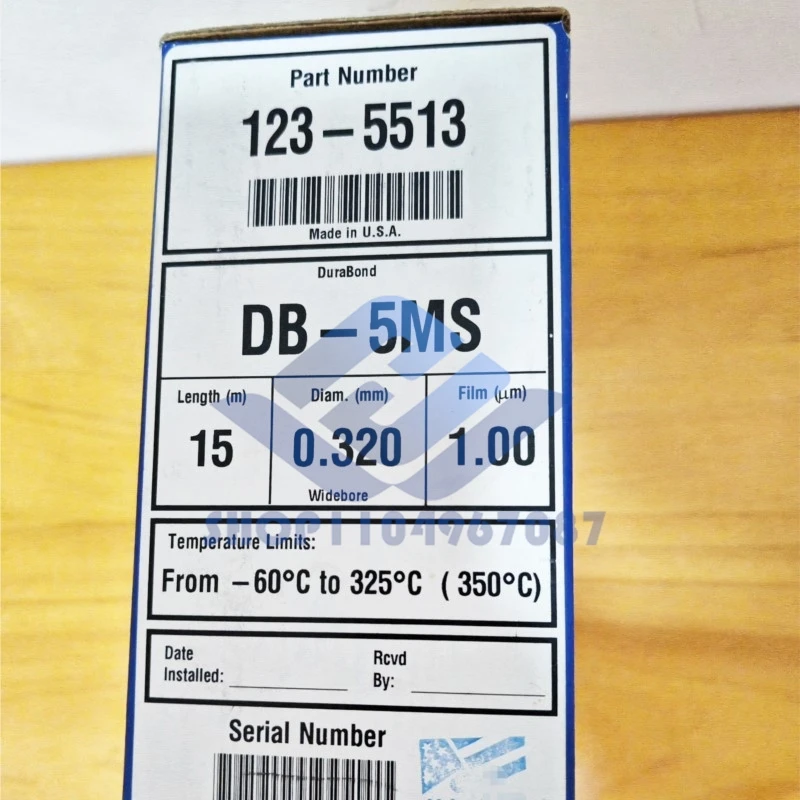 Part Number
123-5513
Made in U.S.A.
DuraBond
DB-5MS
Length (m) Diam. (mm) Film (μm)
15 0.320 1.00
Widebore
SHOP1104967087
Temperature Limits:
From -60°C to 325°C (350°C)
Date Installed: Rcvd By:
Serial Number